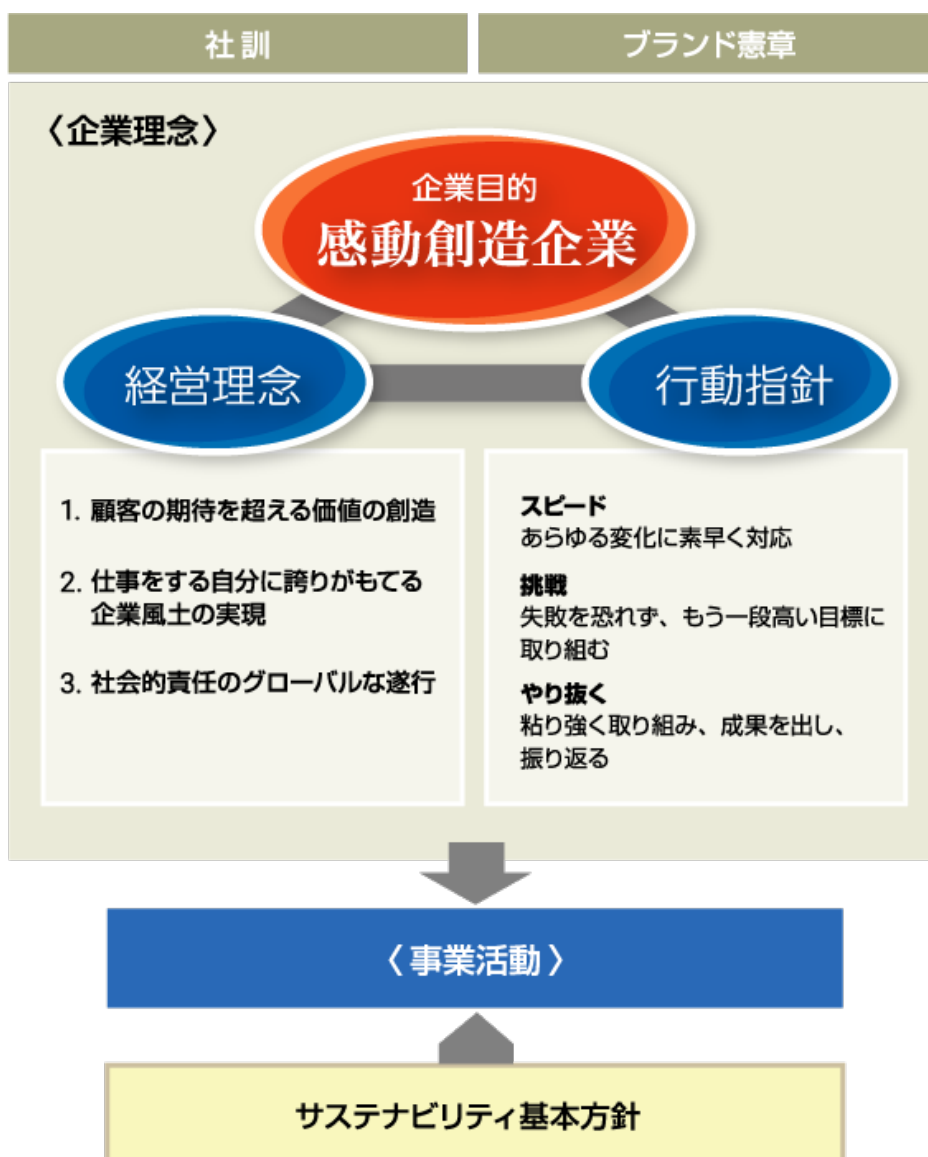 社訓
ブランド憲章
〈企業理念〉
企業目的
感動創造企業
経営理念
行動指針
1. 顧客の期待を超える価値の創造
2. 仕事をする自分に誇りがもてる
企業風土の実現
3. 社会的責任のグローバルな遂行
スピード
あらゆる変化に素早く対応
挑戦
失敗を恐れず、もう一段高い目標に
取り組む
やり抜く
粘り強く取り組み、成果を出し、
振り返る
〈事業活動〉
サステナビリティ基本方針